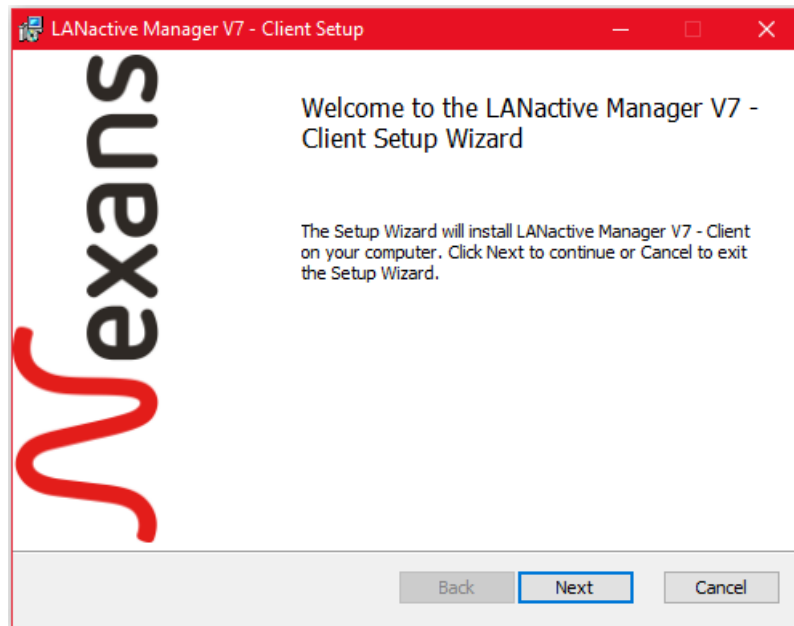 LANactive Manager V7 - Client Setup
Nexans
Welcome to the LANactive Manager V7 -
Client Setup Wizard
The Setup Wizard will install LANactive Manager V7 - Client
on your computer. Click Next to continue or Cancel to exit
the Setup Wizard.
Back
Next
Cancel